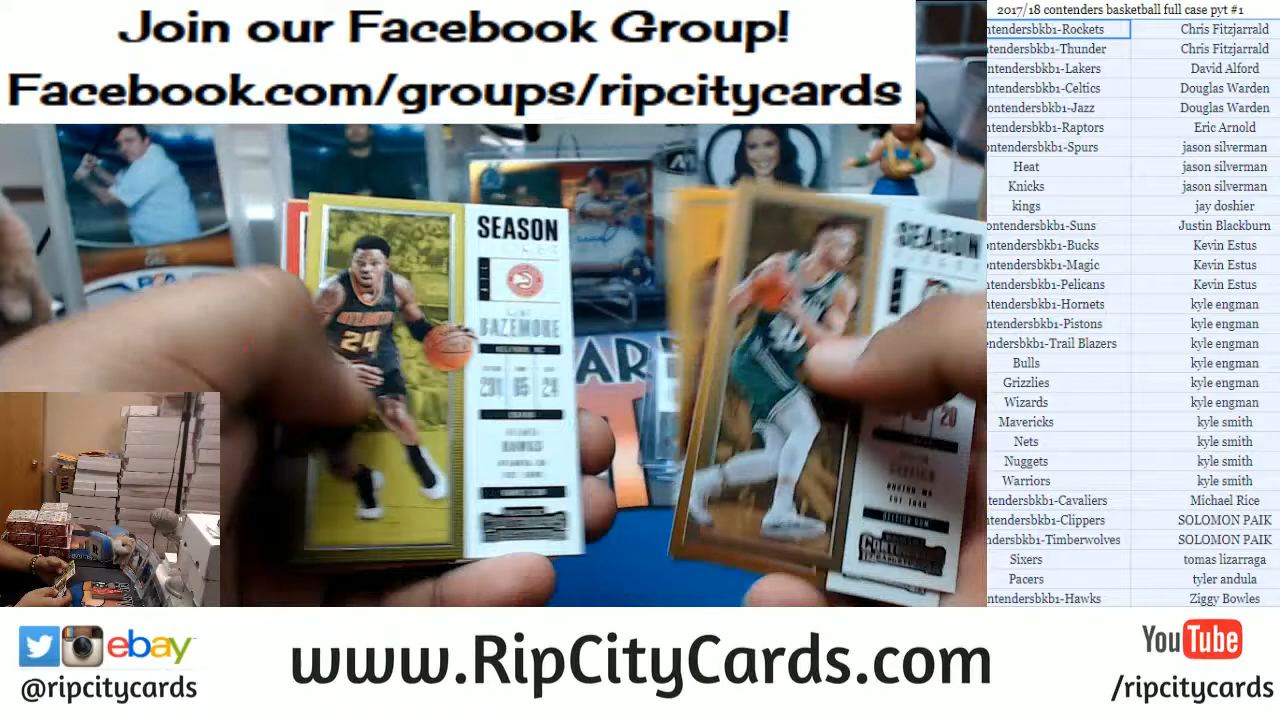 Join our Facebook Group!
Facebook.com/groups/ripcitycards
2017/18 contenders basketball full case pyt #1
ntendersbkb1-Rockets Chris Fitzjarrald
ntendersbkb1-Thunder Chris Fitzjarrald
ntendersbkb1-Lakers David Alford
ontendersbkb1-Celtics Douglas Warden
ontendersbkb1-Jazz Douglas Warden
ontendersbkb1-Raptors Eric Arnold
ntendersbkb1-Spurs jason silverman
Heat jason silverman
Knicks jason silverman
kings jay doshier
ontendersbkb1-Suns Justin Blackburn
ontendersbkb1-Bucks Kevin Estus
ontendersbkb1-Magic Kevin Estus
ntendersbkb1-Pelicans Kevin Estus
ntendersbkb1-Hornets kyle engman
ontendersbkb1-Pistons kyle engman
endersbkb1-Trail Blazers kyle engman
Bulls kyle engman
Grizzlies kyle engman
Wizards kyle engman
Mavericks kyle smith
Nets kyle smith
Nuggets kyle smith
Warriors kyle smith
ntendersbkb1-Cavaliers Michael Rice
ntendersbkb1-Clippers SOLOMON PAIK
ndersbkb1-Timberwolves SOLOMON PAIK
Sixers tomas lizarraga
Pacers tyler andula
ntendersbkb1-Hawks Ziggy Bowles
SEASON
BAZEMORE
HAWKS
ATLANTA
24
SEASON
20
CONTENDERS
ebay
@ripcitycards
www.RipCityCards.com
YouTube
/ripcitycards